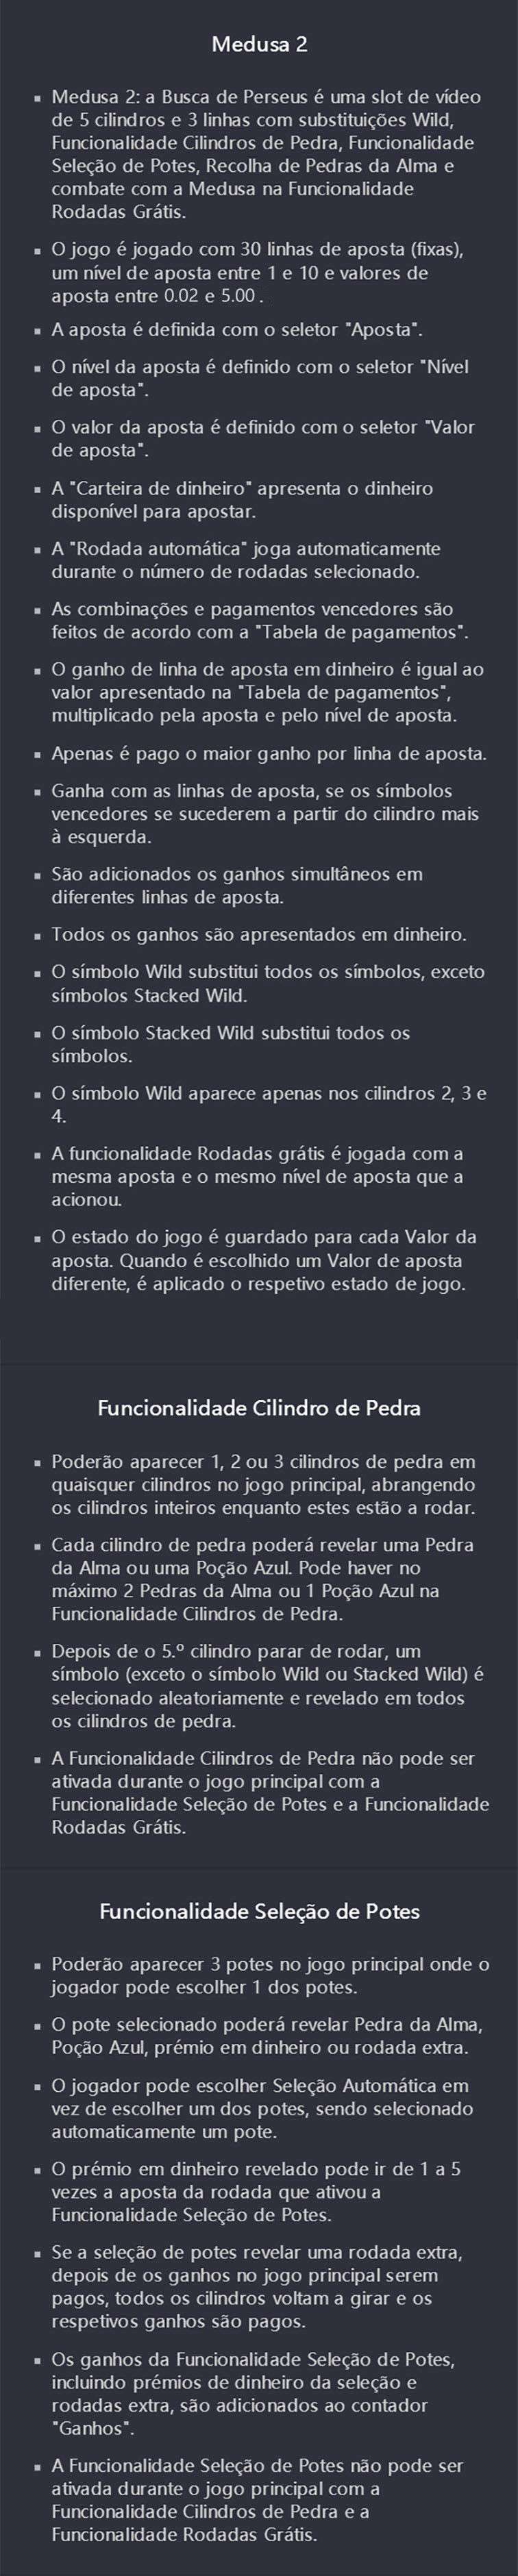 Medusa 2
▪ Medusa 2: a Busca de Perseus é uma slot de vídeo
de 5 cilindros e 3 linhas com substituições Wild,
Funcionalidade Cilindros de Pedra, Funcionalidade
Seleção de Potes, Recolha de Pedras da Alma e
combate com a Medusa na Funcionalidade
Rodadas Grátis.
▪ O jogo é jogado com 30 linhas de aposta (fixas),
um nível de aposta entre 1 e 10 e valores de
aposta entre 0.02 e 5.00 .
▪ A aposta é definida com o seletor "Aposta".
▪ O nível da aposta é definido com o seletor "Nível
de aposta".
▪ O valor da aposta é definido com o seletor "Valor
de aposta".
▪ A "Carteira de dinheiro" apresenta o dinheiro
disponível para apostar.
▪ A "Rodada automática" joga automaticamente
durante o número de rodadas selecionado.
▪ As combinações e pagamentos vencedores são
feitos de acordo com a "Tabela de pagamentos".
▪ O ganho de linha de aposta em dinheiro é igual ao
valor apresentado na "Tabela de pagamentos",
multiplicado pela aposta e pelo nível de aposta.
▪ Apenas é pago o maior ganho por linha de aposta.
▪ Ganha com as linhas de aposta, se os símbolos
vencedores se sucederem a partir do cilindro mais
à esquerda.
▪ São adicionados os ganhos simultâneos em
diferentes linhas de aposta.
▪ Todos os ganhos são apresentados em dinheiro.
▪ O símbolo Wild substitui todos os símbolos, exceto
símbolos Stacked Wild.
▪ O símbolo Stacked Wild substitui todos os
símbolos.
▪ O símbolo Wild aparece apenas nos cilindros 2, 3 e
4.
▪ A funcionalidade Rodadas grátis é jogada com a
mesma aposta e o mesmo nível de aposta que a
acionou.
▪ O estado do jogo é guardado para cada Valor da
aposta. Quando é escolhido um Valor de aposta
diferente, é aplicado o respetivo estado de jogo.
Funcionalidade Cilindro de Pedra
▪ Poderão aparecer 1, 2 ou 3 cilindros de pedra em
quaisquer cilindros no jogo principal, abrangendo
os cilindros inteiros enquanto estes estão a rodar.
▪ Cada cilindro de pedra poderá revelar uma Pedra
da Alma ou uma Poção Azul. Pode haver no
máximo 2 Pedras da Alma ou 1 Poção Azul na
Funcionalidade Cilindros de Pedra.
▪ Depois de o 5.º cilindro parar de rodar, um
símbolo (exceto o símbolo Wild ou Stacked Wild) é
selecionado aleatoriamente e revelado em todos
os cilindros de pedra.
▪ A Funcionalidade Cilindros de Pedra não pode ser
ativada durante o jogo principal com a
Funcionalidade Seleção de Potes e a Funcionalidade
Rodadas Grátis.
Funcionalidade Seleção de Potes
▪ Poderão aparecer 3 potes no jogo principal onde o
jogador pode escolher 1 dos potes.
▪ O pote selecionado poderá revelar Pedra da Alma,
Poção Azul, prémio em dinheiro ou rodada extra.
▪ O jogador pode escolher Seleção Automática em
vez de escolher um dos potes, sendo selecionado
automaticamente um pote.
▪ O prémio em dinheiro revelado pode ir de 1 a 5
vezes a aposta da rodada que ativou a
Funcionalidade Seleção de Potes.
▪ Se a seleção de potes revelar uma rodada extra,
depois de os ganhos no jogo principal serem
pagos, todos os cilindros voltam a girar e os
respetivos ganhos são pagos.
▪ Os ganhos da Funcionalidade Seleção de Potes,
incluindo prémios de dinheiro da seleção e
rodadas extra, são adicionados ao contador
"Ganhos".
▪ A Funcionalidade Seleção de Potes não pode ser
ativada durante o jogo principal com a
Funcionalidade Cilindros de Pedra e a
Funcionalidade Rodadas Grátis.